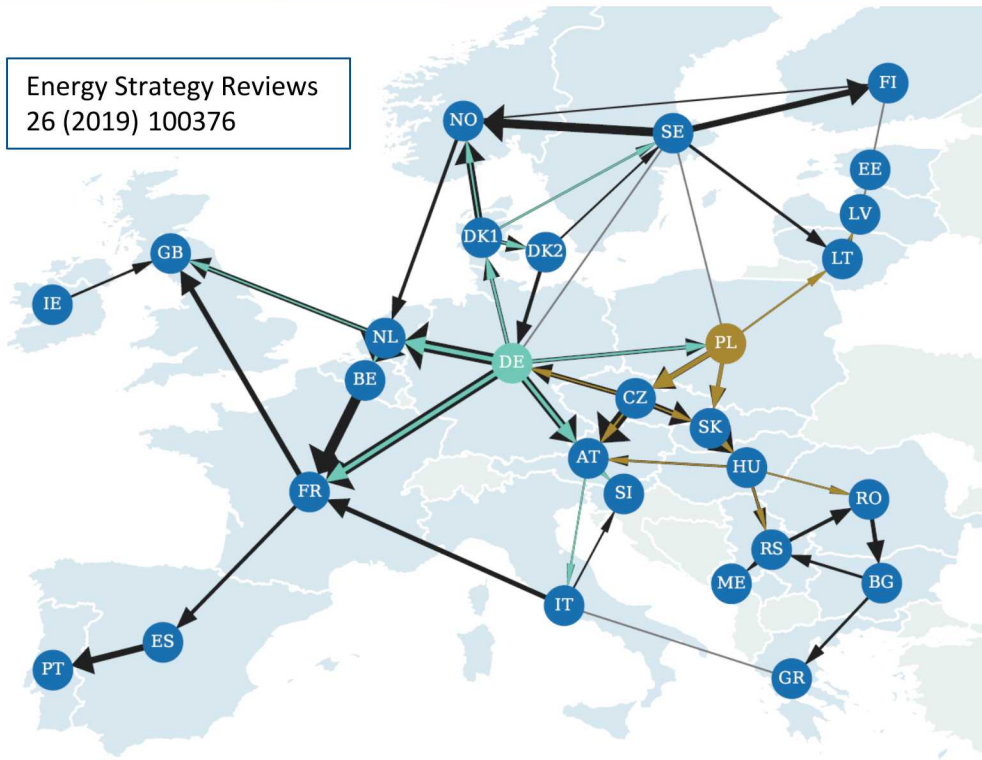 Energy Strategy Reviews
26 (2019) 100376
FI
NO
SE
EE
LV
DK1
DK2
GB
LT
IE
NL
PL
DE
BE
CZ
SK
AT
HU
FR
SI
RO
RS
ME
BG
IT
ES
PT
GR